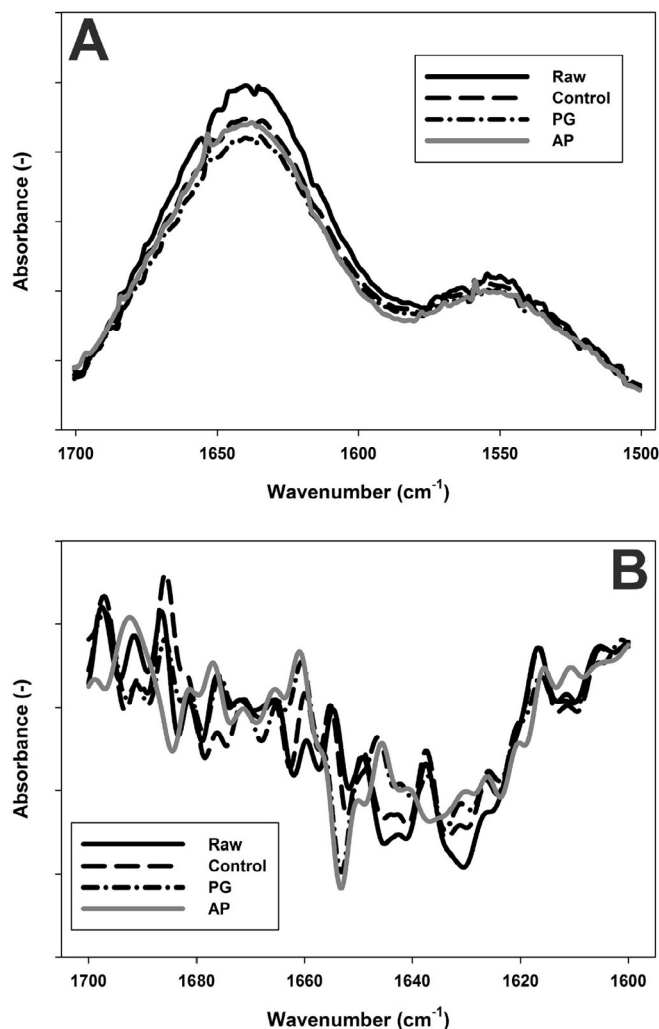 A
Raw
Control
PG
AP
Absorbance (-)
1700 1650 1600 1550 1500
Wavenumber (cm-1)
B
Absorbance (-)
Raw
Control
PG
AP
1700 1680 1660 1640 1620 1600
Wavenumber (cm-1)